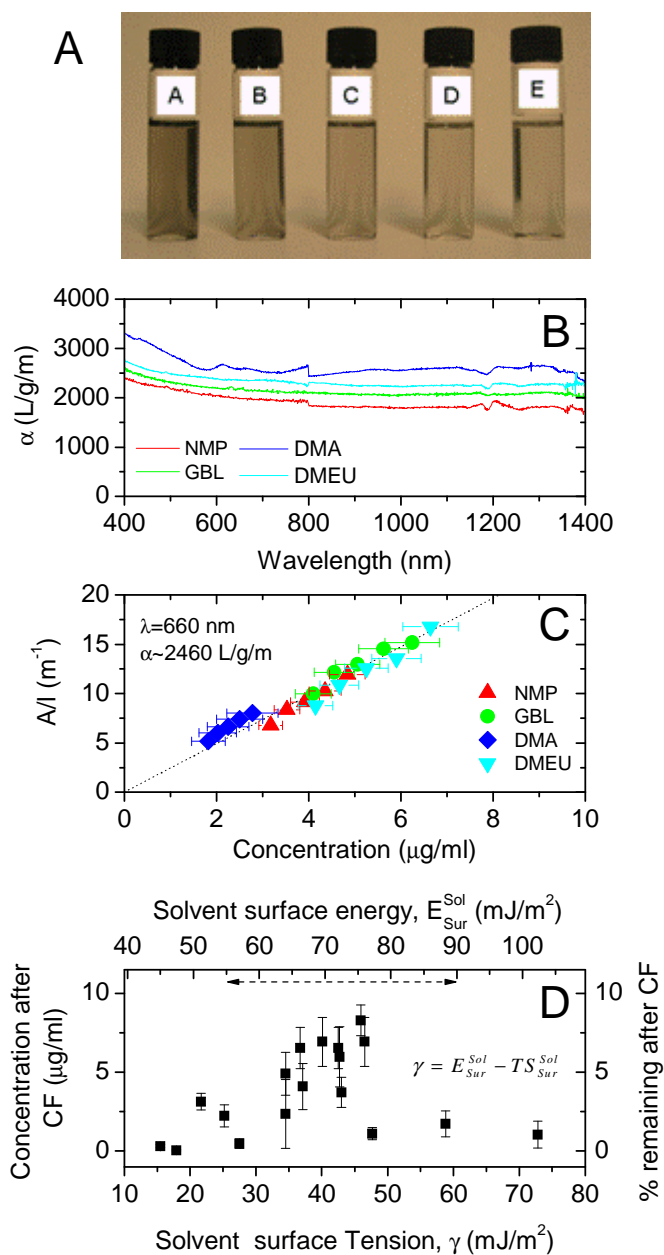 A
A B C D E
B
4000
3000
2000
1000
0
α (L/g/m)
NMP DMA
GBL DMEU
400 600 800 1000 1200 1400
Wavelength (nm)
C
20
15
10
5
0
A/l (m⁻¹)
λ=660 nm
α~2460 L/g/m
NMP
GBL
DMA
DMEU
0 2 4 6 8 10
Concentration (μg/ml)
Solvent surface energy, E_Sur^Sol (mJ/m²)
40 50 60 70 80 90 100
D
10
5
0
Concentration after
CF (μg/ml)
γ = E_Sur^Sol − TS_Sur^Sol
10
5
0
% remaining after CF
10 20 30 40 50 60 70 80
Solvent surface Tension, γ (mJ/m²)